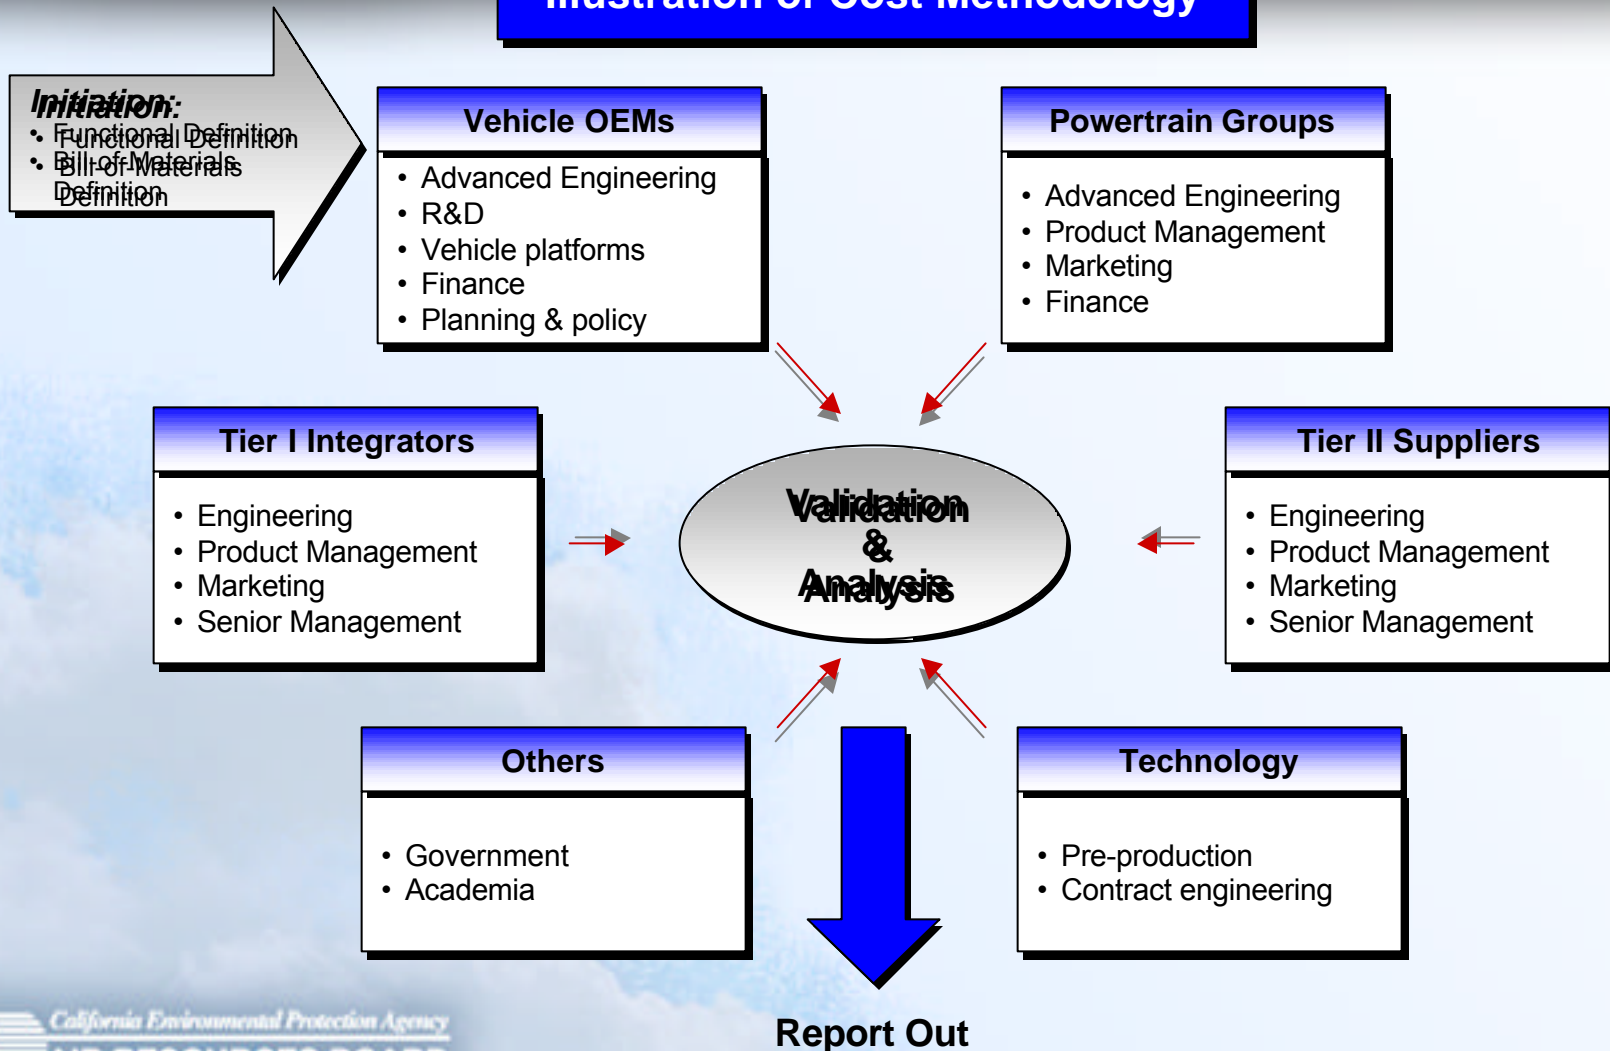 Illustration of Cost Methodology
Initiation:
• Functional Definition
• Bill-of-Materials
Definition
Vehicle OEMs
• Advanced Engineering
• R&D
• Vehicle platforms
• Finance
• Planning & policy
Powertrain Groups
• Advanced Engineering
• Product Management
• Marketing
• Finance
Tier I Integrators
• Engineering
• Product Management
• Marketing
• Senior Management
Validation
&
Analysis
Tier II Suppliers
• Engineering
• Product Management
• Marketing
• Senior Management
Others
• Government
• Academia
Technology
• Pre-production
• Contract engineering
Report Out
California Environmental Protection Agency
AIR RESOURCES BOARD